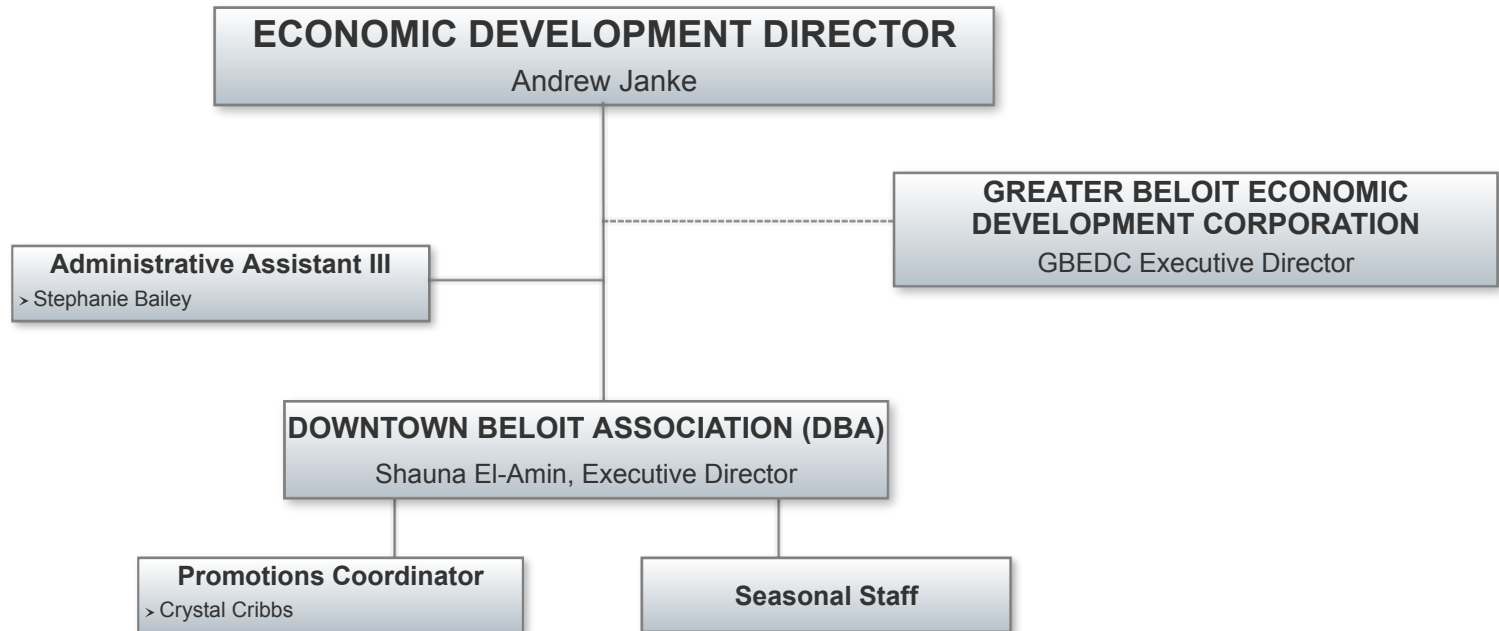 ECONOMIC DEVELOPMENT DIRECTOR
Andrew Janke
GREATER BELOIT ECONOMIC
DEVELOPMENT CORPORATION
GBEDC Executive Director
Administrative Assistant III
➢ Stephanie Bailey
DOWNTOWN BELOIT ASSOCIATION (DBA)
Shauna El-Amin, Executive Director
Promotions Coordinator
➢ Crystal Cribbs
Seasonal Staff